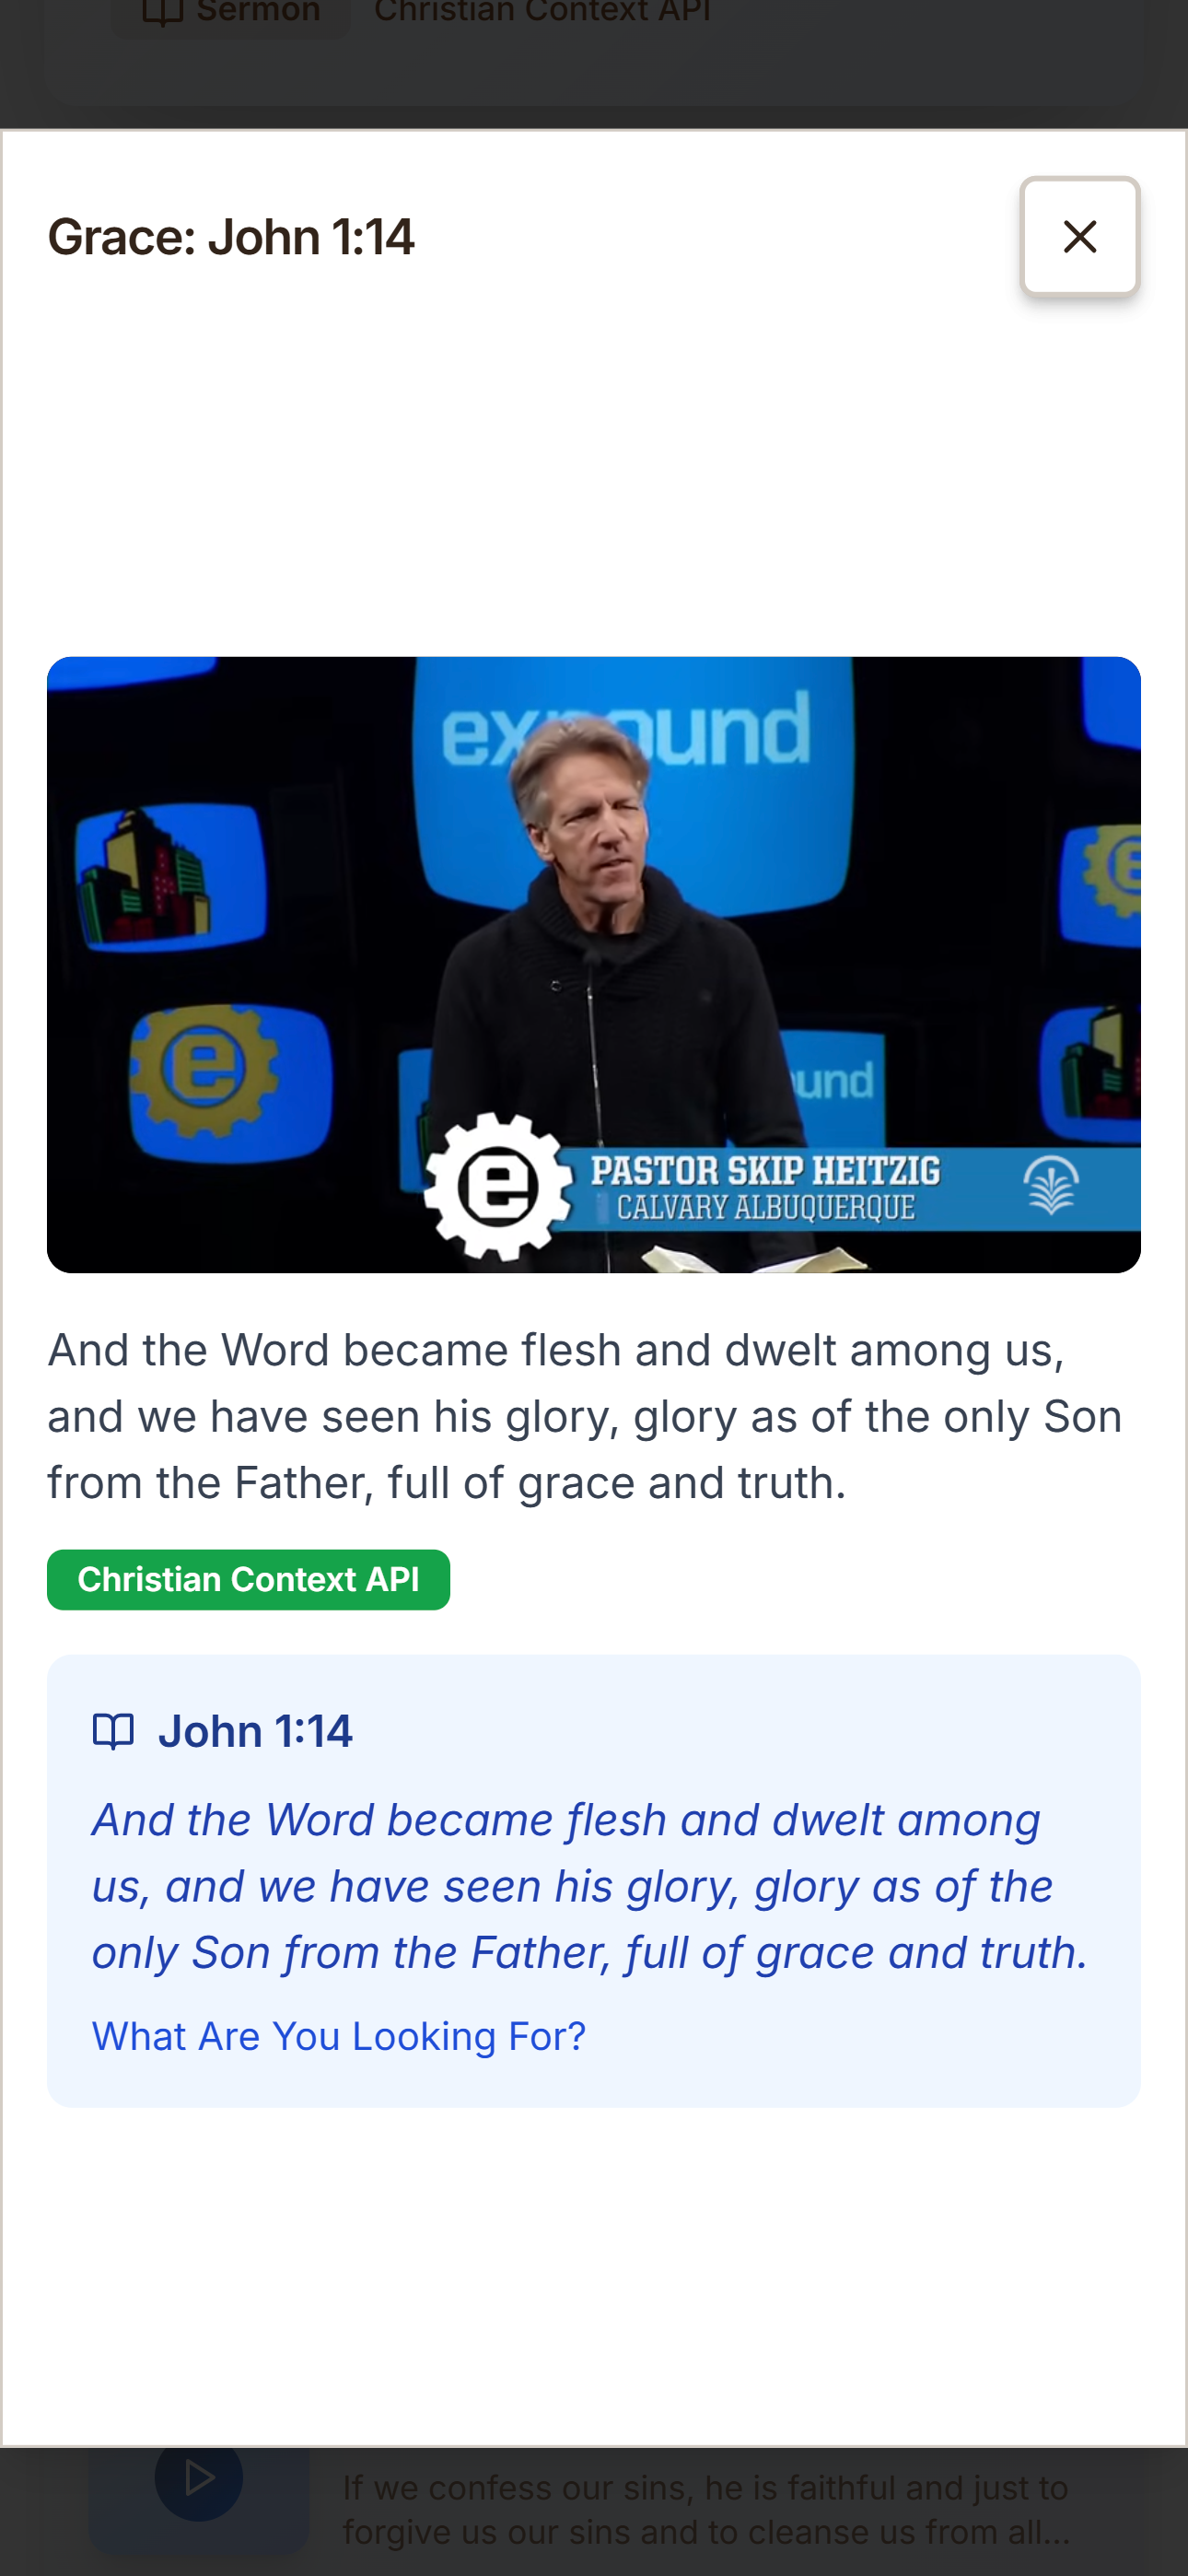 Sermon Christian Context API
Grace: John 1:14
expound
e
e
und
e
PASTOR SKIP HEITZIG
CALVARY ALBUQUERQUE
And the Word became flesh and dwelt among us,
and we have seen his glory, glory as of the only Son
from the Father, full of grace and truth.
Christian Context API
John 1:14
And the Word became flesh and dwelt among
us, and we have seen his glory, glory as of the
only Son from the Father, full of grace and truth.
What Are You Looking For?
If we confess our sins, he is faithful and just to
forgive us our sins and to cleanse us from all...